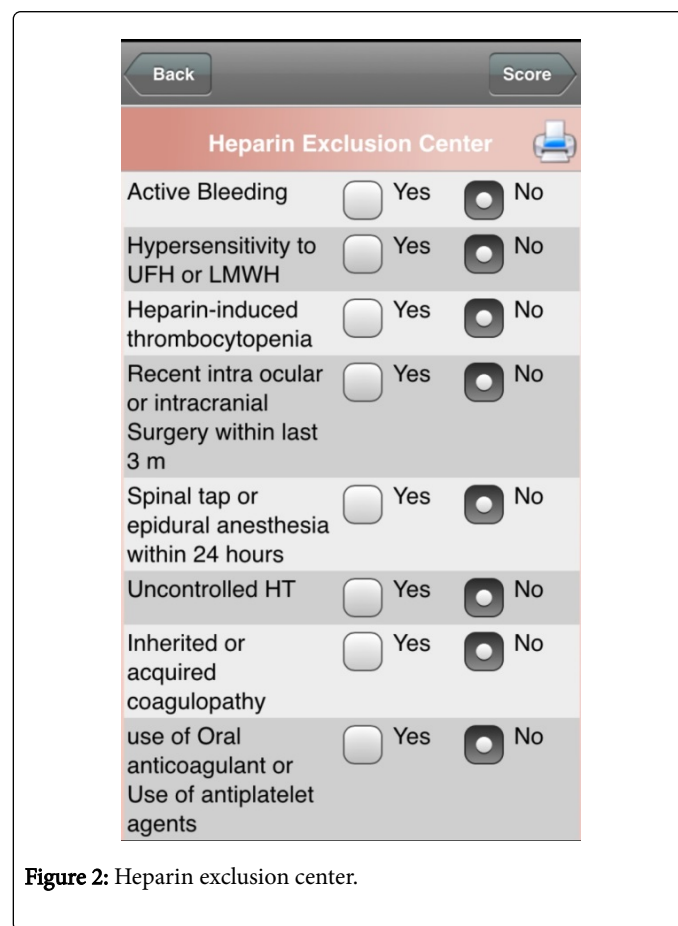 Back Score
Heparin Exclusion Center
Active Bleeding Yes No
Hypersensitivity to Yes No
UFH or LMWH
Heparin-induced Yes No
thrombocytopenia
Recent intra ocular Yes No
or intracranial
Surgery within last
3 m
Spinal tap or Yes No
epidural anesthesia
within 24 hours
Uncontrolled HT Yes No
Inherited or Yes No
acquired
coagulopathy
use of Oral Yes No
anticoagulant or
Use of antiplatelet
agents
Figure 2: Heparin exclusion center.